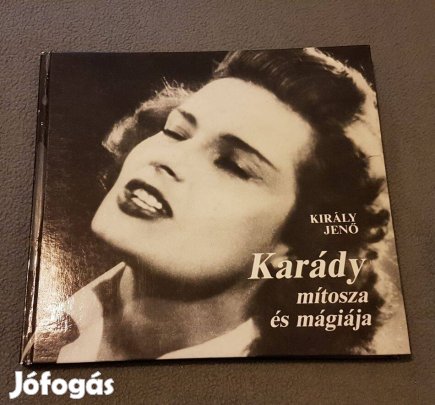 KIRÁLY
JENŐ
Karády
mítosza
és mágiája
Jófogás